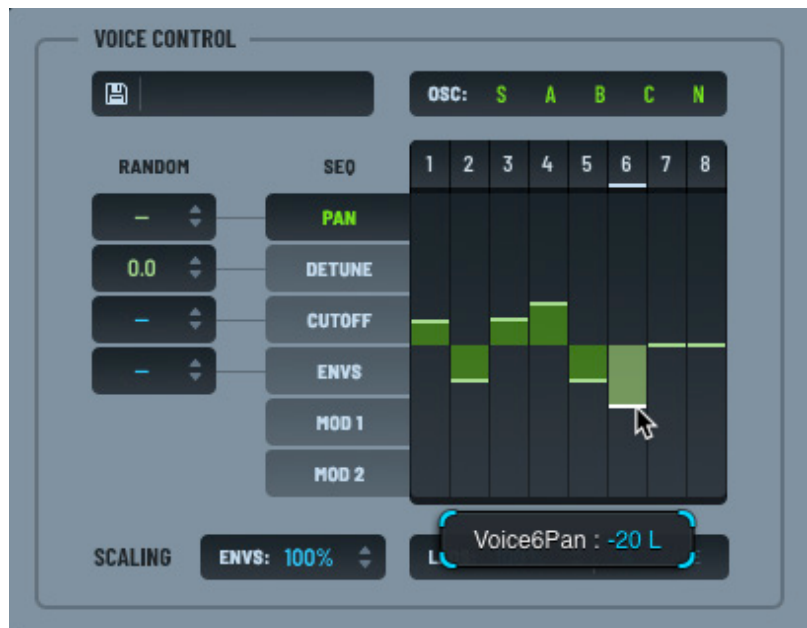 VOICE CONTROL
OSC: S A B C N
RANDOM SEQ 1 2 3 4 5 6 7 8
– PAN
0.0 DETUNE
– CUTOFF
– ENVS
MOD 1
MOD 2
Voice6Pan : -20 L
SCALING ENVS: 100%